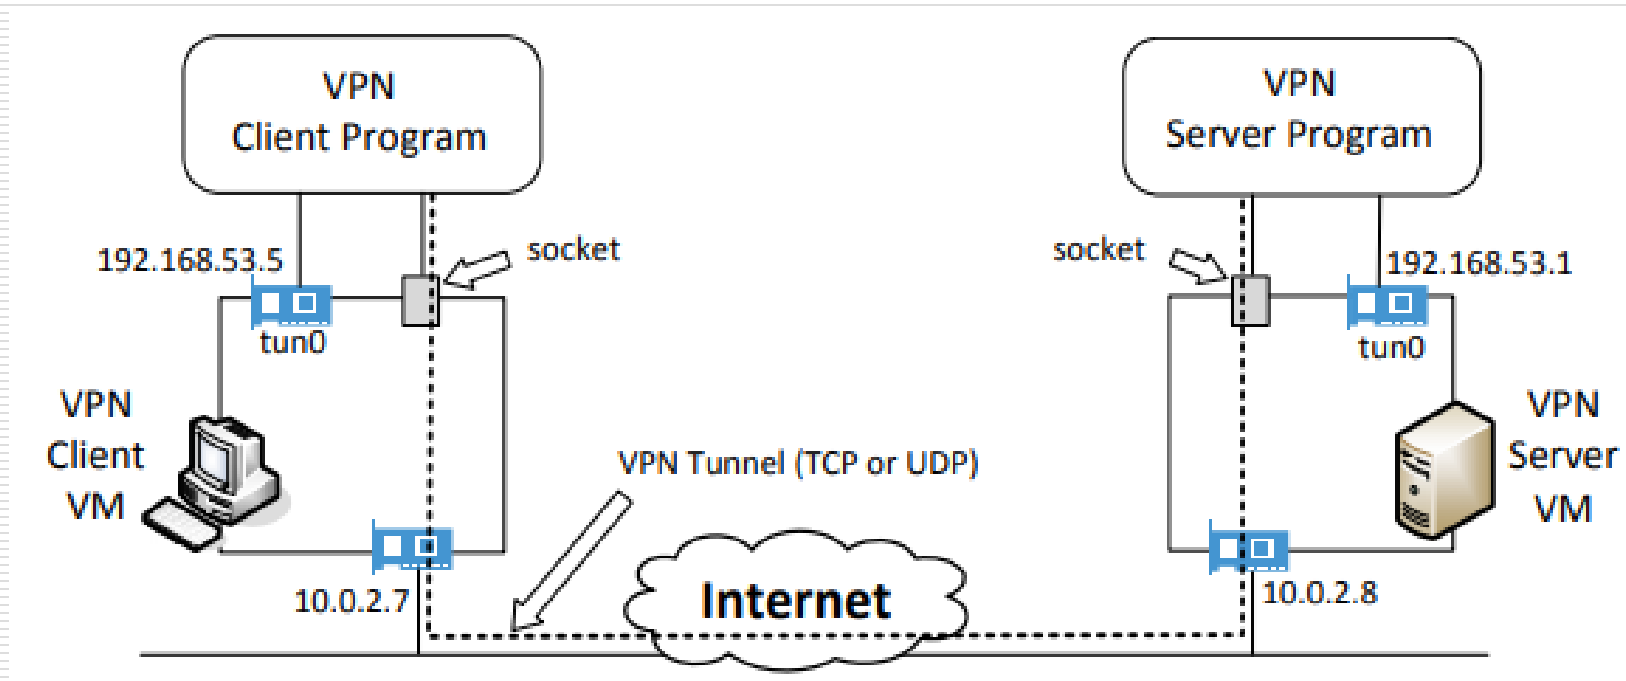 VPN
Client Program
VPN
Server Program
192.168.53.5
socket
socket
192.168.53.1
tun0
tun0
VPN
Client
VM
VPN Tunnel (TCP or UDP)
VPN
Server
VM
10.0.2.7
Internet
10.0.2.8